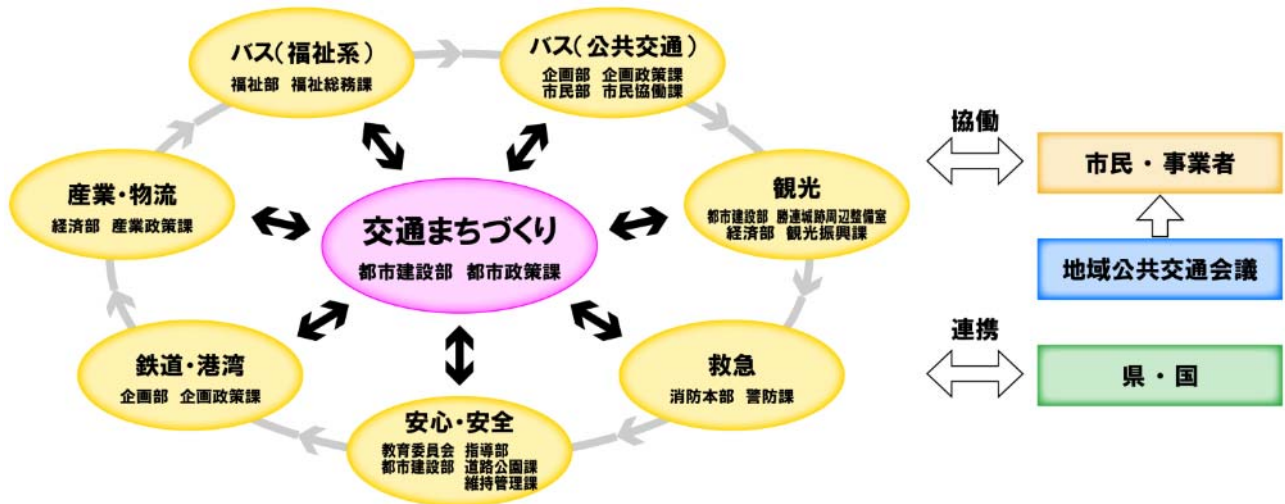 バス(福祉系)
福祉部 福祉総務課
バス(公共交通)
企画部 企画政策課
市民部 市民協働課
観光
都市建設部 勝連城跡周辺整備室
経済部 観光振興課
救急
消防本部 警防課
安心・安全
教育委員会 指導部
都市建設部 道路公園課
維持管理課
鉄道・港湾
企画部 企画政策課
産業・物流
経済部 産業政策課
交通まちづくり
都市建設部 都市政策課
協働
市民・事業者
地域公共交通会議
連携
県・国